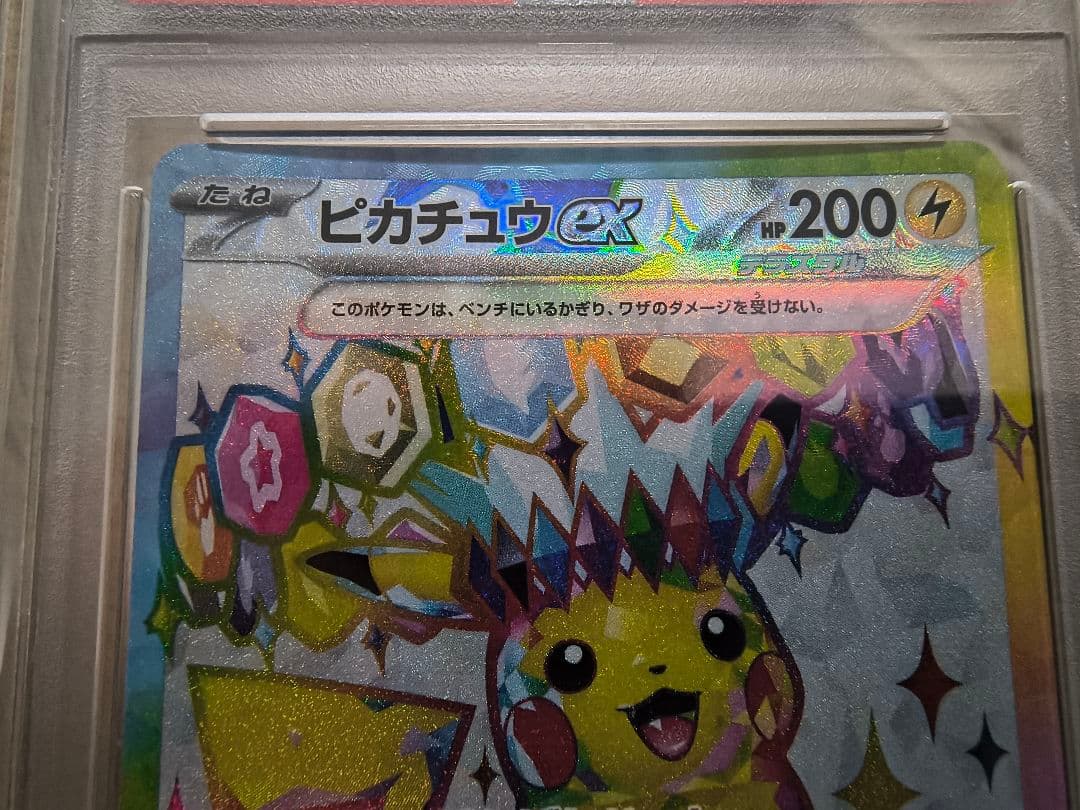 たね
ピカチュウex HP200
テラスタル
このポケモンは、ベンチにいるかぎり、ワザのダメージを受けない。